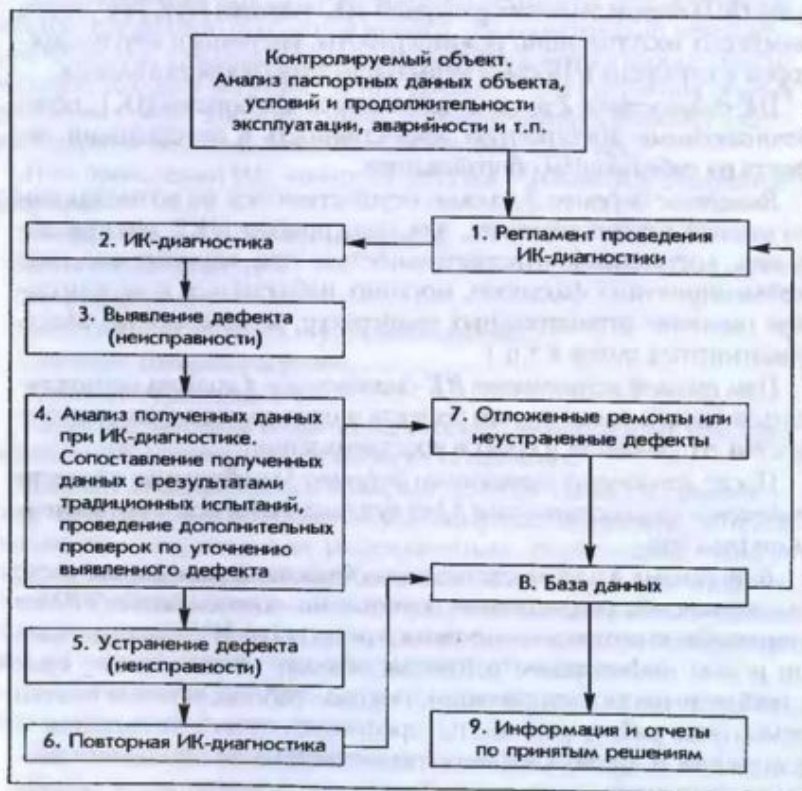 Контролируемый объект.
Анализ паспортных данных объекта,
условий и продолжительности
эксплуатации, аварийности и т.п.
2. ИК-диагностика
1. Регламент проведения
ИК-диагностики
3. Выявление дефекта
(неисправности)
4. Анализ полученных данных
при ИК-диагностике.
Сопоставление полученных
данных с результатами
традиционных испытаний,
проведение дополнительных
проверок по уточнению
выявленного дефекта
7. Отложенные ремонты или
неустраненные дефекты
В. База данных
5. Устранение дефекта
(неисправности)
6. Повторная ИК-диагностика
9. Информация и отчеты
по принятым решениям